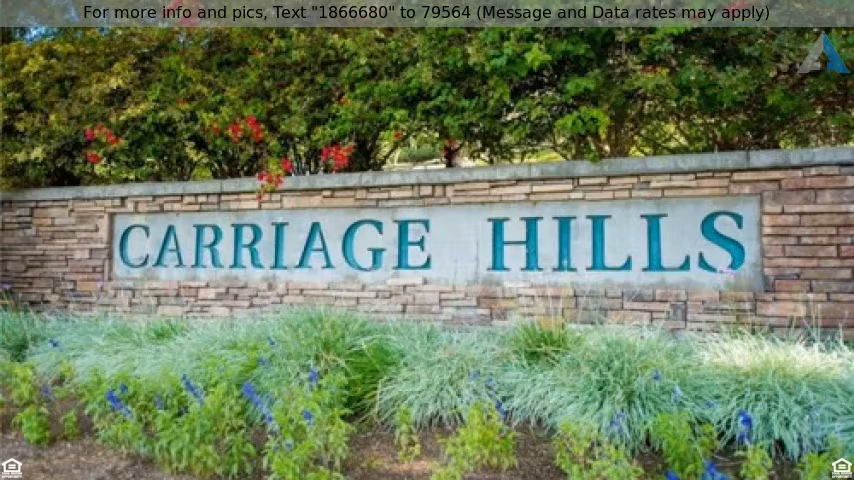 For more info and pics, Text "1866680" to 79564 (Message and Data rates may apply)
CARRIAGE HILLS